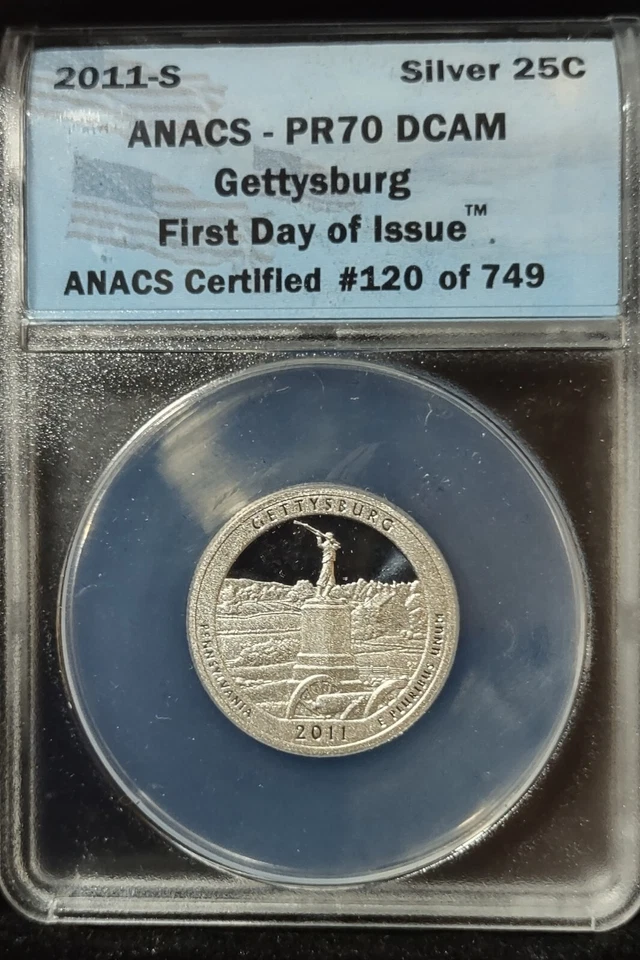 2011-S Silver 25C
ANACS - PR70 DCAM
Gettysburg
First Day of Issue™
ANACS Certified #120 of 749
GETTYSBURG
PENNSYLVANIA
E PLURIBUS UNUM
2011